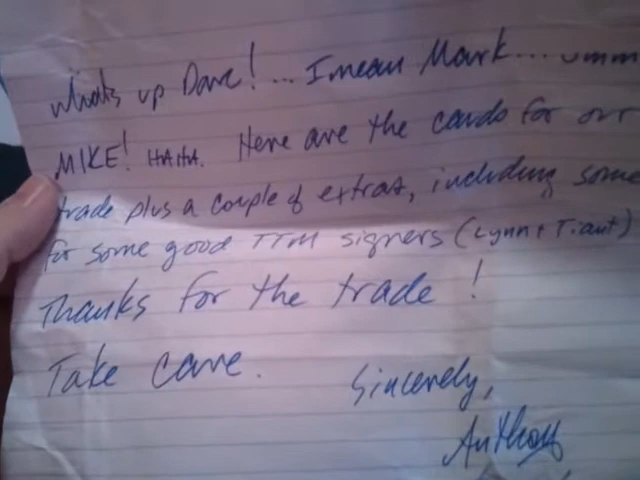 what's up Dave!... I mean Mark... umm
MIKE! HAHA. Here are the cards for our
trade plus a couple of extras, including some
for some good TTM signers (Lynn + Tiant)
Thanks for the trade!
Take care.
Sincerely,
Anthony